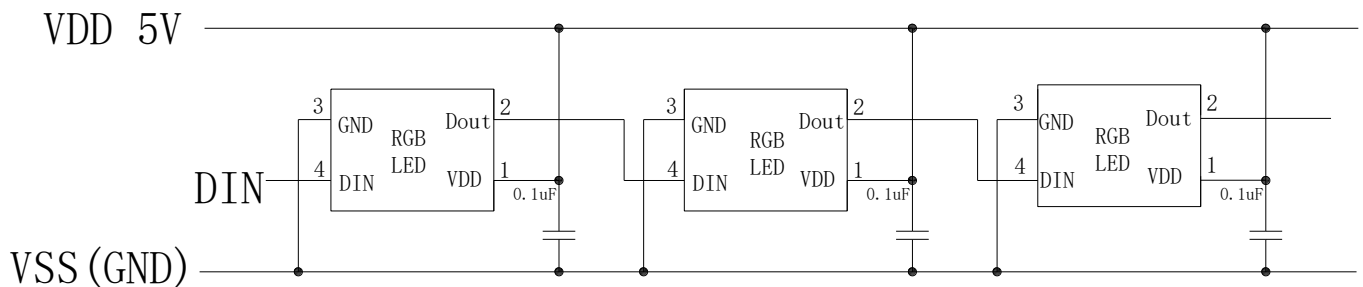 VDD 5V
3 GND RGB LED Dout 2
4 DIN VDD 1
0.1uF
3 GND RGB LED Dout 2
4 DIN VDD 1
0.1uF
3 GND RGB LED Dout 2
4 DIN VDD 1
0.1uF
DIN
VSS(GND)